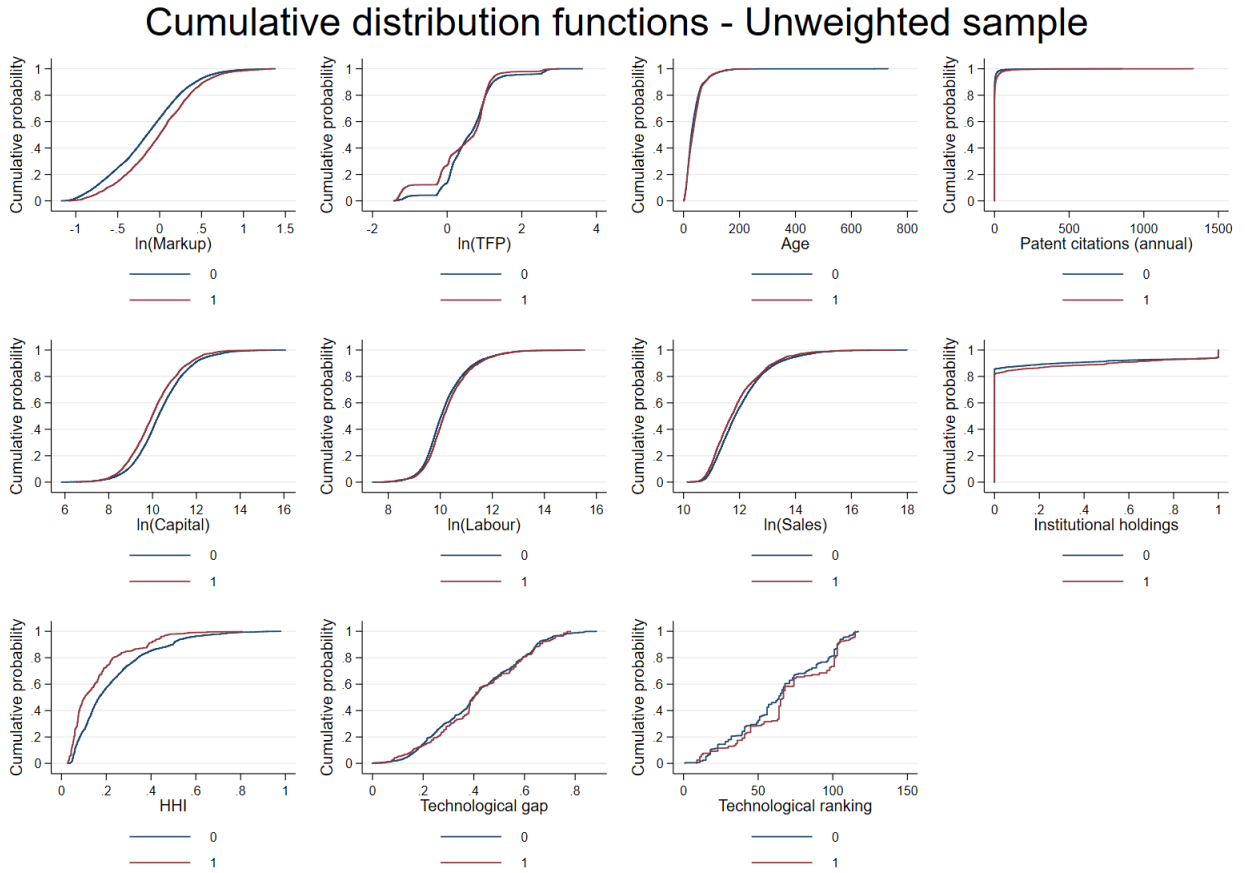 Cumulative distribution functions - Unweighted sample
Cumulative probability
1
.8
.6
.4
.2
0
-1 -.5 0 .5 1 1.5
ln(Markup)
0
1
Cumulative probability
1
.8
.6
.4
.2
0
-2 0 2 4
ln(TFP)
0
1
Cumulative probability
1
.8
.6
.4
.2
0
0 200 400 600 800
Age
0
1
Cumulative probability
1
.8
.6
.4
.2
0
0 500 1000 1500
Patent citations (annual)
0
1
Cumulative probability
1
.8
.6
.4
.2
0
6 8 10 12 14 16
ln(Capital)
0
1
Cumulative probability
1
.8
.6
.4
.2
0
8 10 12 14 16
ln(Labour)
0
1
Cumulative probability
1
.8
.6
.4
.2
0
10 12 14 16 18
ln(Sales)
0
1
Cumulative probability
1
.8
.6
.4
.2
0
0 .2 .4 .6 .8 1
Institutional holdings
0
1
Cumulative probability
1
.8
.6
.4
.2
0
0 .2 .4 .6 .8 1
HHI
0
1
Cumulative probability
1
.8
.6
.4
.2
0
0 .2 .4 .6 .8
Technological gap
0
1
Cumulative probability
1
.8
.6
.4
.2
0
0 50 100 150
Technological ranking
0
1